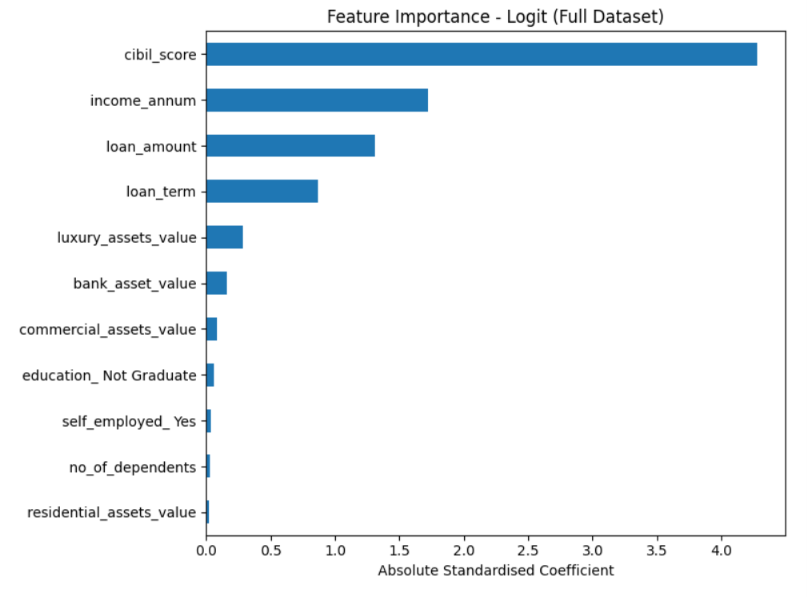 Feature Importance - Logit (Full Dataset)
cibil_score
income_annum
loan_amount
loan_term
luxury_assets_value
bank_asset_value
commercial_assets_value
education_ Not Graduate
self_employed_ Yes
no_of_dependents
residential_assets_value
0.0 0.5 1.0 1.5 2.0 2.5 3.0 3.5 4.0
Absolute Standardised Coefficient